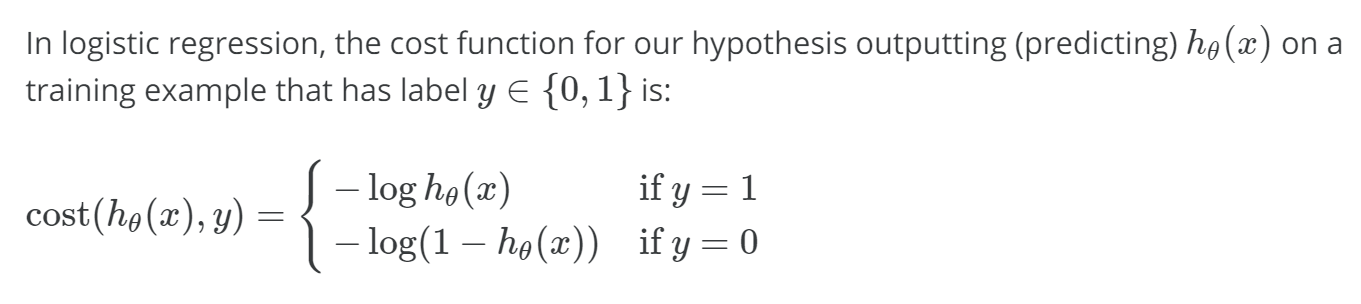 In logistic regression, the cost function for our hypothesis outputting (predicting) hθ(x) on a
training example that has label y ∈ {0, 1} is:
cost(hθ(x), y) = { − log hθ(x) if y = 1
− log(1 − hθ(x)) if y = 0